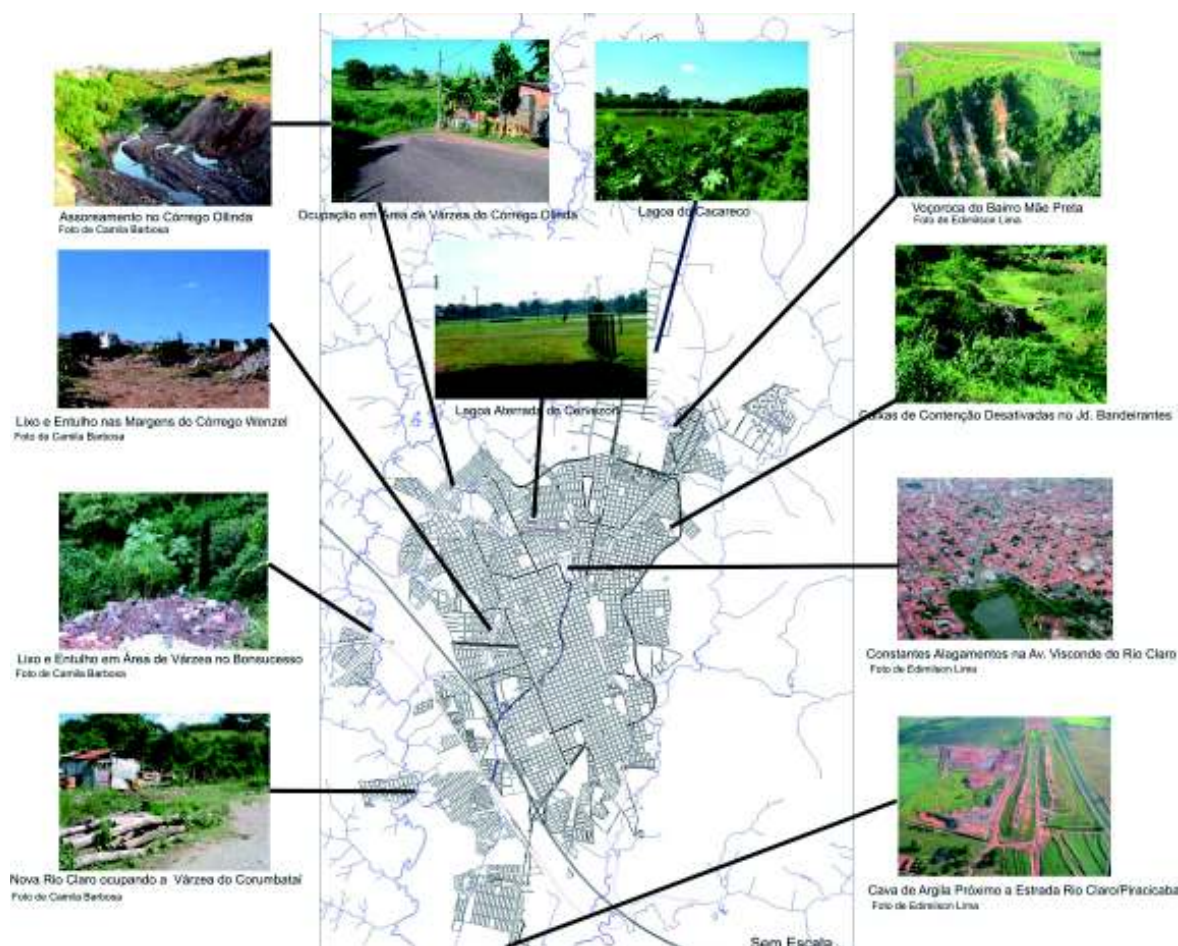 Assoreamento no Córrego Olinda
Foto de Camila Barbosa
Ocupação em Área de Várzea do Córrego Olinda
Lagoa do Cacareco
Voçoroca do Bairro Mãe Preta
Foto de Edimilson Lima
Lagoa Aterrada do Cervezon
Lixo e Entulho nas Margens do Córrego Wenzel
Foto de Camila Barbosa
Caixas de Contenção Desativadas no Jd. Bandeirantes
Lixo e Entulho em Área de Várzea no Bonsucesso
Foto de Camila Barbosa
Constantes Alagamentos na Av. Visconde do Rio Claro
Foto de Edimilson Lima
Nova Rio Claro ocupando a Várzea do Corumbataí
Foto de Camila Barbosa
Cava de Argila Próximo a Estrada Rio Claro/Piracicaba
Foto de Edimilson Lima
Sem Escala